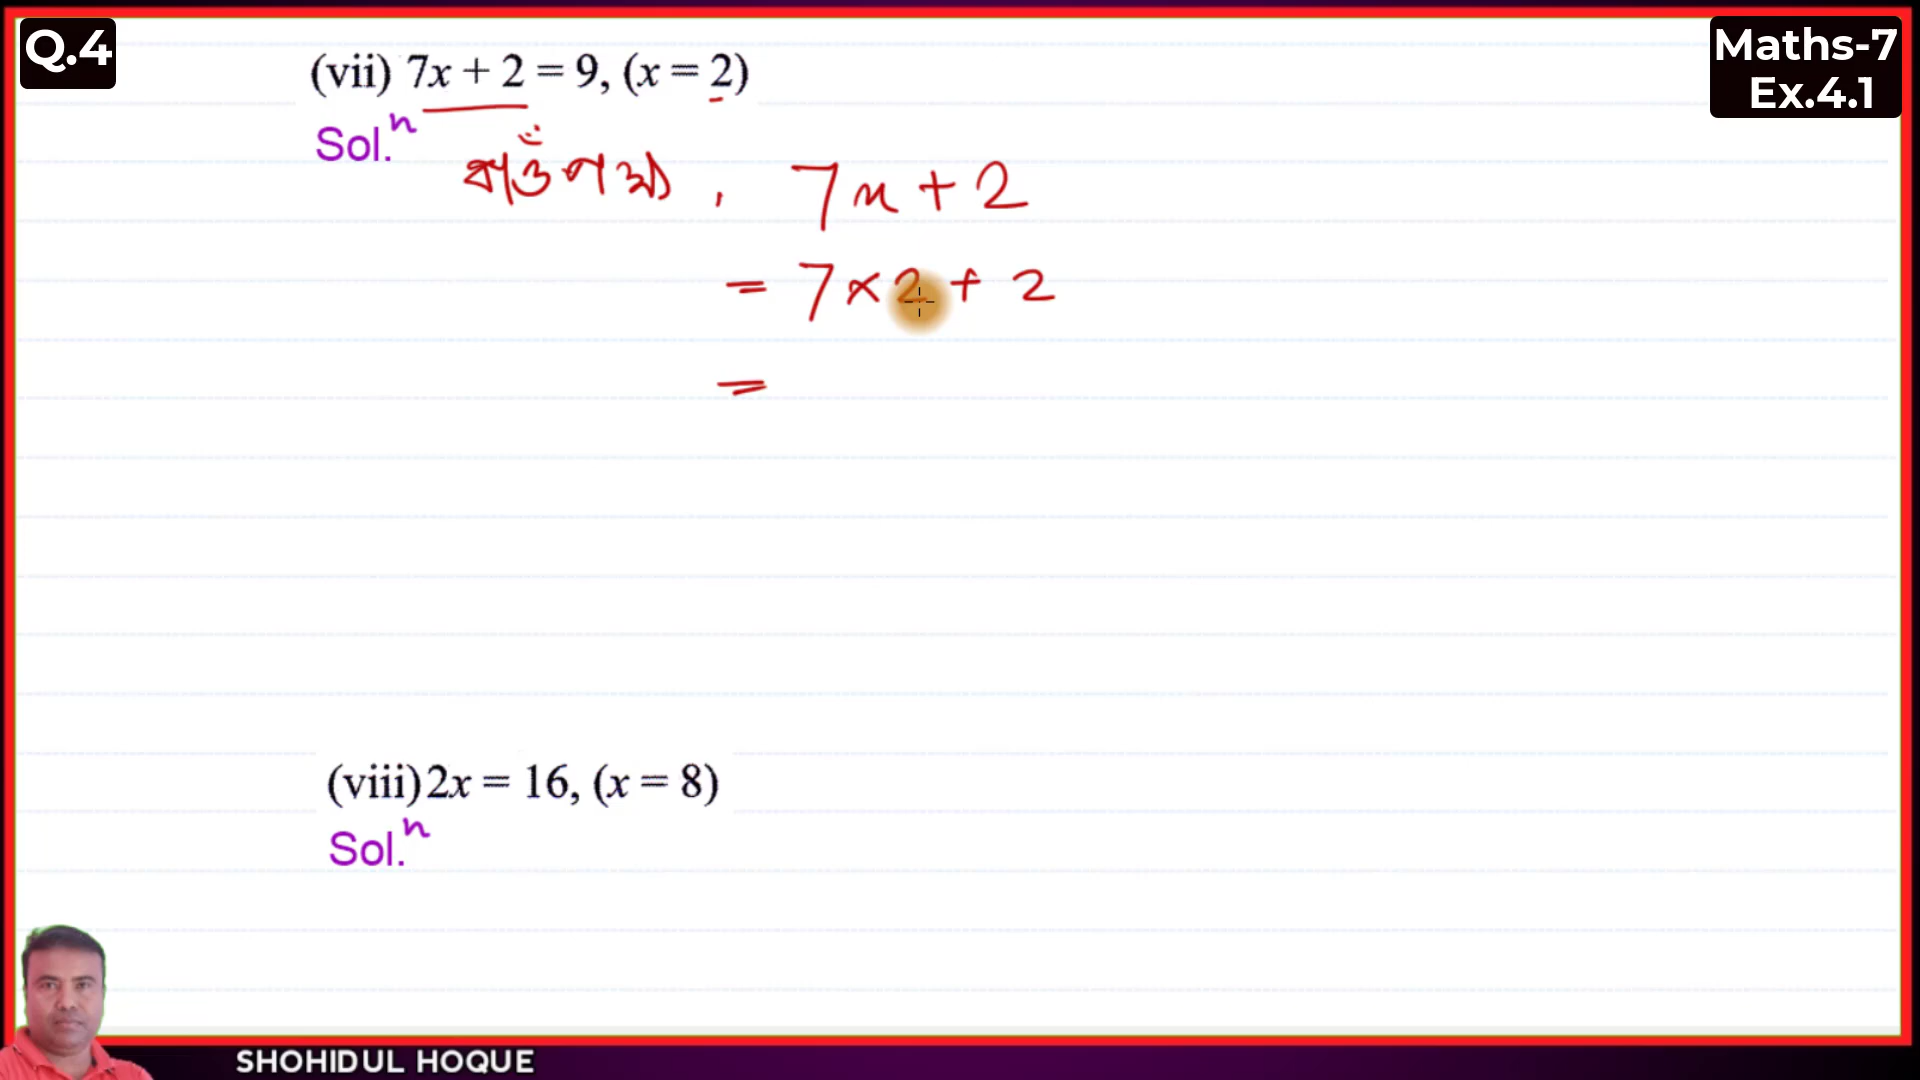 Q.4
Maths-7
Ex.4.1
(vii) 7x + 2 = 9, (x = 2)
Sol.ⁿ
বাওঁপক্ষ , 7x + 2
= 7 × 2 + 2
=
(viii) 2x = 16, (x = 8)
Sol.ⁿ
SHOHIDUL HOQUE